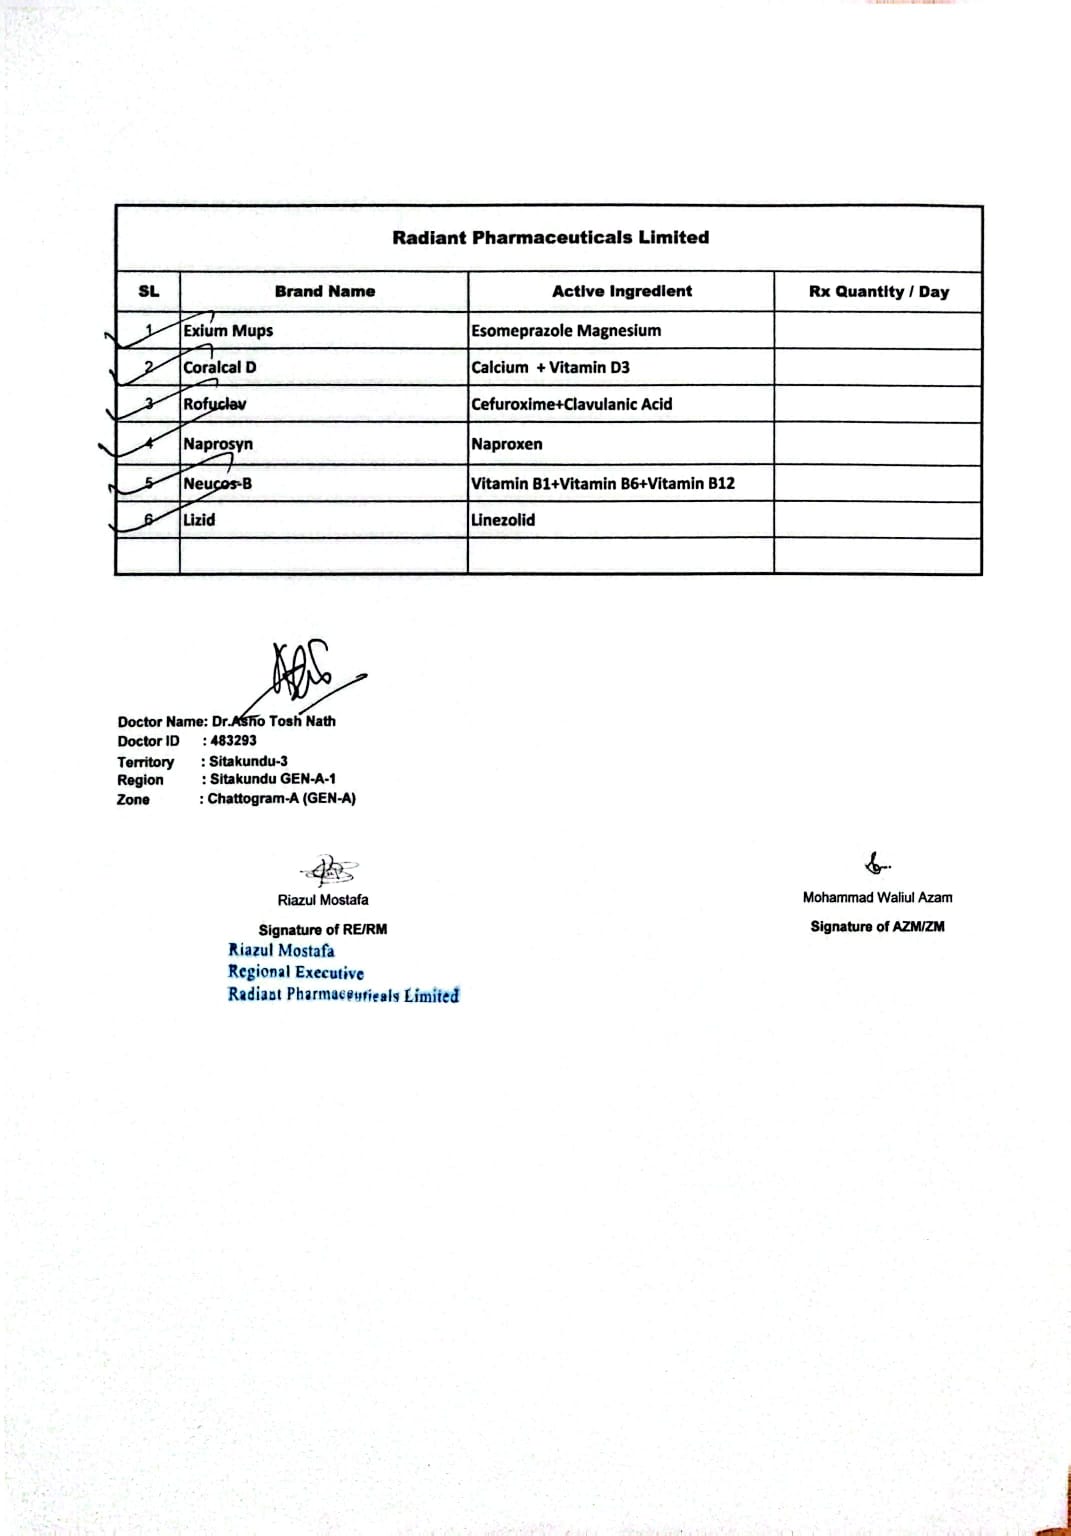 Radiant Pharmaceuticals Limited
SL Brand Name Active Ingredient Rx Quantity / Day
1 Exium Mups Esomeprazole Magnesium
2 Coralcal D Calcium + Vitamin D3
3 Rofuclav Cefuroxime+Clavulanic Acid
4 Naprosyn Naproxen
5 Neucos-B Vitamin B1+Vitamin B6+Vitamin B12
6 Lizid Linezolid
Doctor Name: Dr.Asho Tosh Nath
Doctor ID : 483293
Territory : Sitakundu-3
Region : Sitakundu GEN-A-1
Zone : Chattogram-A (GEN-A)
Riazul Mostafa Mohammad Waliul Azam
Signature of RE/RM Signature of AZM/ZM
Riazul Mostafa
Regional Executive
Radiant Pharmaceuticals Limited